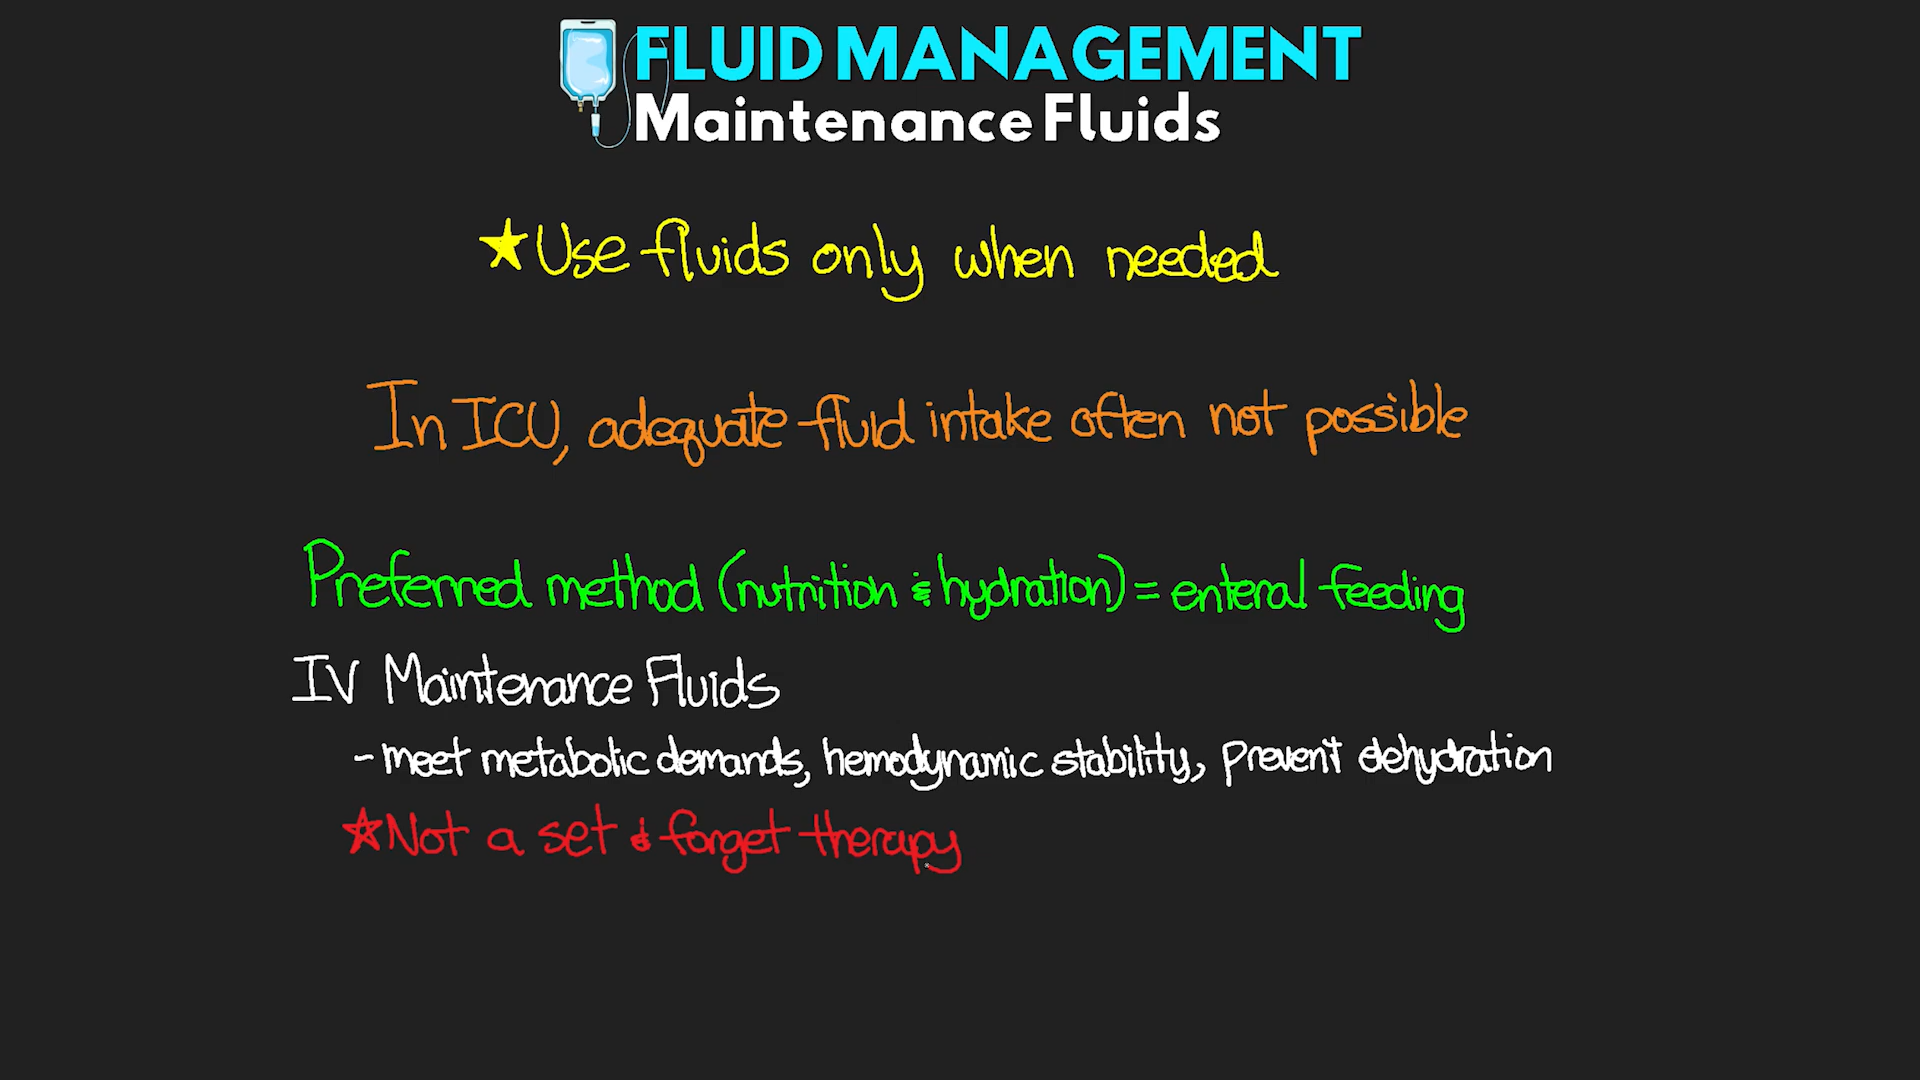 FLUID MANAGEMENT
Maintenance Fluids
★Use fluids only when needed
In ICU, adequate fluid intake often not possible
Preferred method (nutrition & hydration) = enteral feeding
IV Maintenance Fluids
- meet metabolic demands, hemodynamic stability, prevent dehydration
★Not a set & forget therapy